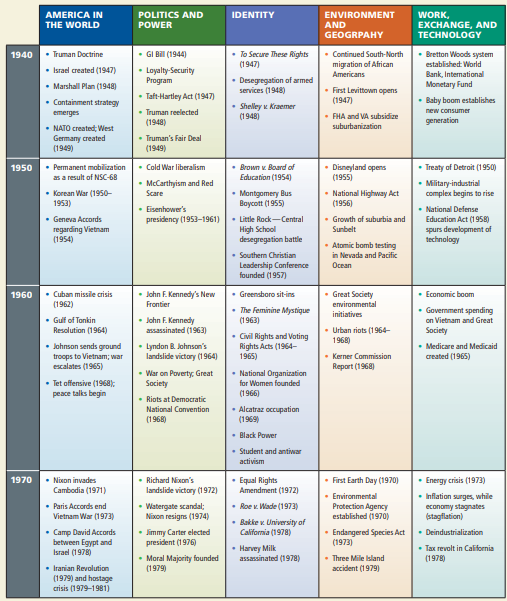 AMERICA IN
THE WORLD
POLITICS AND
POWER
IDENTITY
ENVIRONMENT
AND
GEOGRPAHY
WORK,
EXCHANGE, AND
TECHNOLOGY
1940
• Truman Doctrine
• Israel created (1947)
• Marshall Plan (1948)
• Containment strategy
emerges
• NATO created; West
Germany created
(1949)
• GI Bill (1944)
• Loyalty-Security
Program
• Taft-Hartley Act (1947)
• Truman reelected
(1948)
• Truman's Fair Deal
(1949)
• To Secure These Rights
(1947)
• Desegregation of armed
services (1948)
• Shelley v. Kraemer
(1948)
• Continued South-North
migration of African
Americans
• First Levittown opens
(1947)
• FHA and VA subsidize
suburbanization
• Bretton Woods system
established: World
Bank, International
Monetary Fund
• Baby boom establishes
new consumer
generation
1950
• Permanent mobilization
as a result of NSC-68
• Korean War (1950–
1953)
• Geneva Accords
regarding Vietnam
(1954)
• Cold War liberalism
• McCarthyism and Red
Scare
• Eisenhower's
presidency (1953–1961)
• Brown v. Board of
Education (1954)
• Montgomery Bus
Boycott (1955)
• Little Rock—Central
High School
desegregation battle
• Southern Christian
Leadership Conference
founded (1957)
• Disneyland opens
(1955)
• National Highway Act
(1956)
• Growth of suburbia and
Sunbelt
• Atomic bomb testing
in Nevada and Pacific
Ocean
• Treaty of Detroit (1950)
• Military-industrial
complex begins to rise
• National Defense
Education Act (1958)
spurs development of
technology
1960
• Cuban missile crisis
(1962)
• Gulf of Tonkin
Resolution (1964)
• Johnson sends ground
troops to Vietnam; war
escalates (1965)
• Tet offensive (1968);
peace talks begin
• John F. Kennedy's New
Frontier
• John F. Kennedy
assassinated (1963)
• Lyndon B. Johnson's
landslide victory (1964)
• War on Poverty; Great
Society
• Riots at Democratic
National Convention
(1968)
• Greensboro sit-ins
• The Feminine Mystique
(1963)
• Civil Rights and Voting
Rights Acts (1964–
1965)
• National Organization
for Women founded
(1966)
• Alcatraz occupation
(1969)
• Black Power
• Student and antiwar
activism
• Great Society
environmental
initiatives
• Urban riots (1964–
1968)
• Kerner Commission
Report (1968)
• Economic boom
• Government spending
on Vietnam and Great
Society
• Medicare and Medicaid
created (1965)
1970
• Nixon invades
Cambodia (1971)
• Paris Accords end
Vietnam War (1973)
• Camp David Accords
between Egypt and
Israel (1978)
• Iranian Revolution
(1979) and hostage
crisis (1979–1981)
• Richard Nixon's
landslide victory (1972)
• Watergate scandal;
Nixon resigns (1974)
• Jimmy Carter elected
president (1976)
• Moral Majority founded
(1979)
• Equal Rights
Amendment (1972)
• Roe v. Wade (1973)
• Bakke v. University of
California (1978)
• Harvey Milk
assassinated (1978)
• First Earth Day (1970)
• Environmental
Protection Agency
established (1970)
• Endangered Species Act
(1973)
• Three Mile Island
accident (1979)
• Energy crisis (1973)
• Inflation surges, while
economy stagnates
(stagflation)
• Deindustrialization
• Tax revolt in California
(1978)